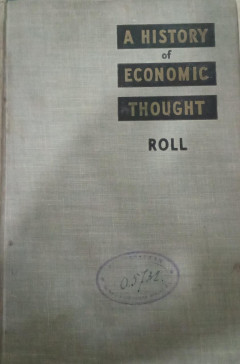 A HISTORY
of
ECONOMIC
THOUGHT
ROLL